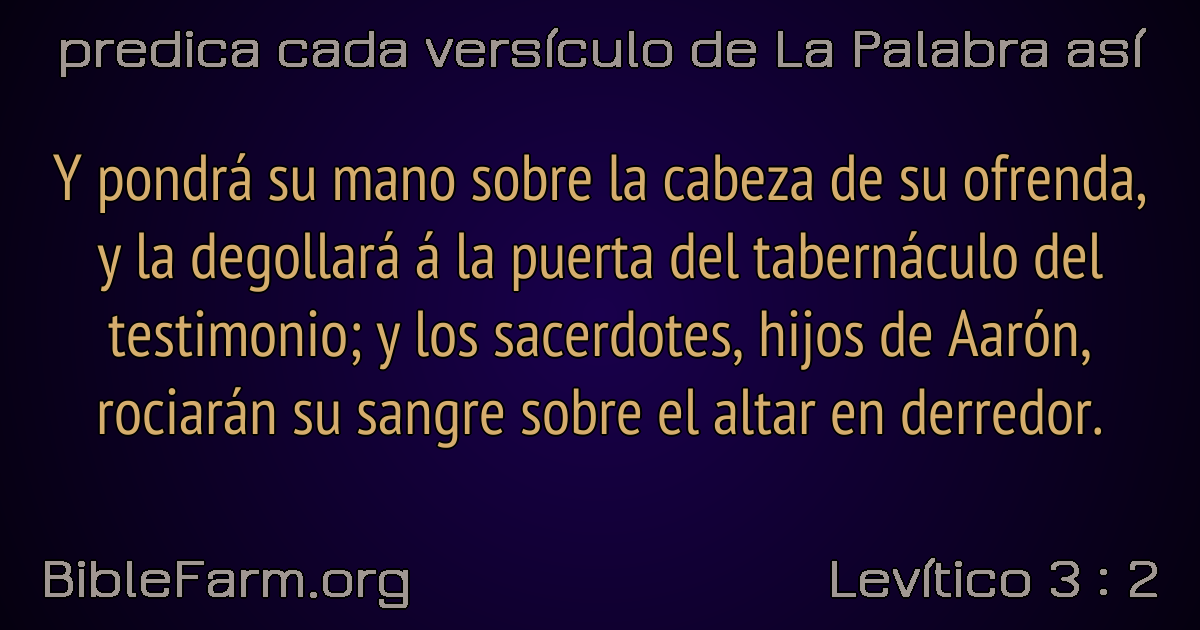 predica cada versículo de La Palabra así
Y pondrá su mano sobre la cabeza de su ofrenda,
y la degollará á la puerta del tabernáculo del
testimonio; y los sacerdotes, hijos de Aarón,
rociarán su sangre sobre el altar en derredor.
BibleFarm.org
Levítico 3 : 2